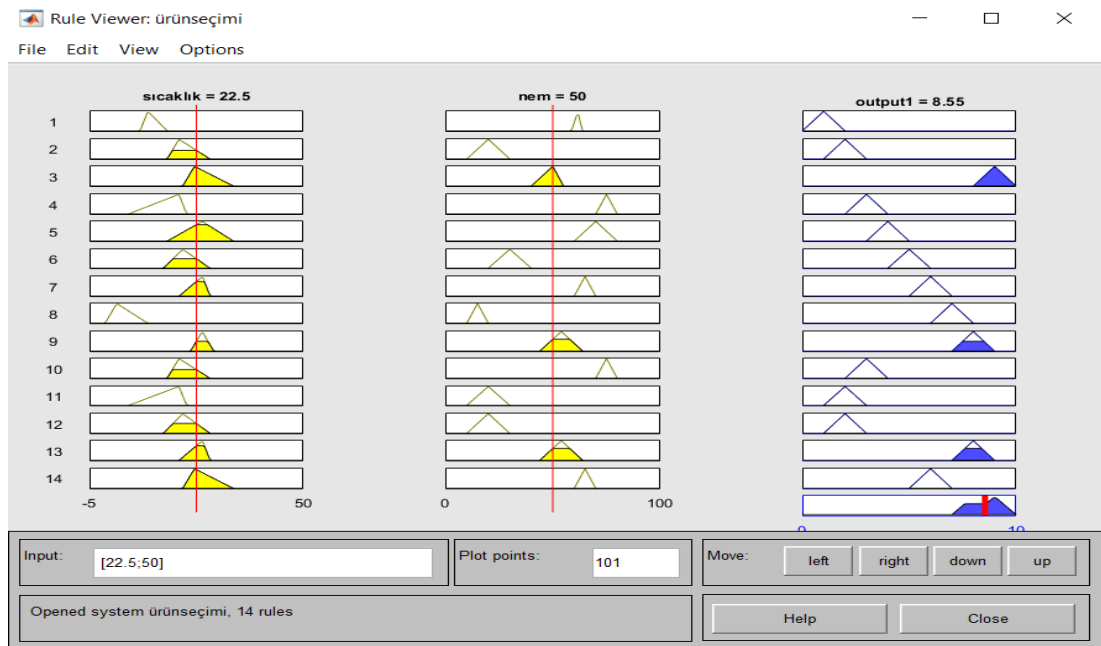 Rule Viewer: ürünseçimi
File Edit View Options
sıcaklık = 22.5
nem = 50
output1 = 8.55
1
2
3
4
5
6
7
8
9
10
11
12
13
14
-5 50
0 100
0 10
Input: [22.5;50]
Plot points: 101
Move: left right down up
Opened system ürünseçimi, 14 rules
Help Close